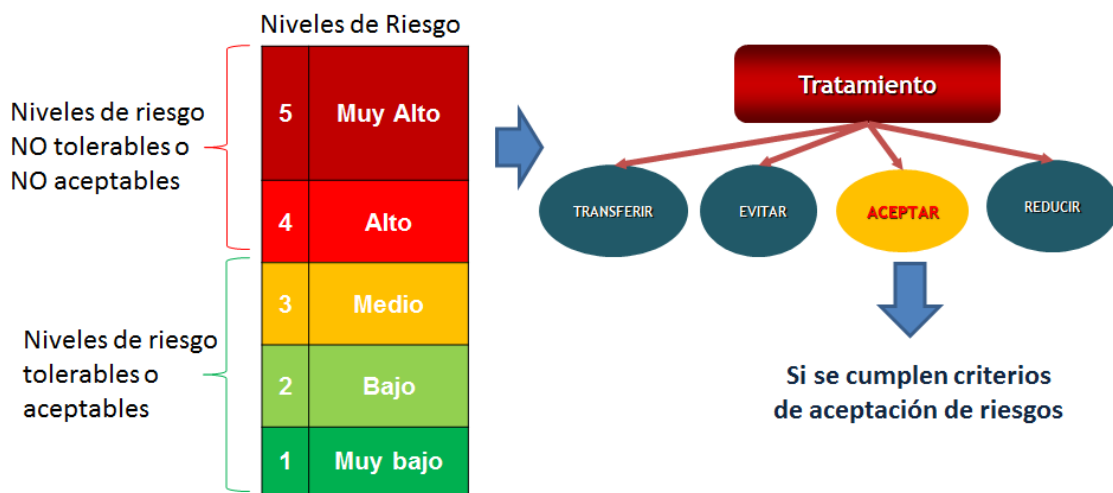 Niveles de Riesgo
Niveles de riesgo
NO tolerables o
NO aceptables
5 Muy Alto
4 Alto
Niveles de riesgo
tolerables o
aceptables
3 Medio
2 Bajo
1 Muy bajo
Tratamiento
TRANSFERIR
EVITAR
ACEPTAR
REDUCIR
Si se cumplen criterios
de aceptación de riesgos